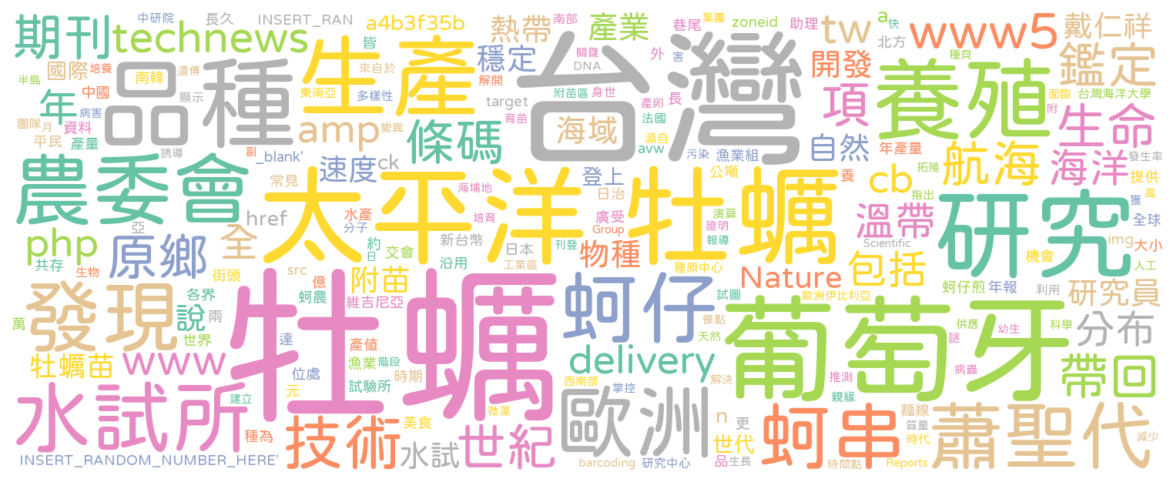 期刊 technews 中研院 長久 INSERT_RAN a4b3f35b 熱帶 巷尾 集團 產業 zoneid 助理 a 快 tw www5 戴仁祥
半島 國際 培養 南韓 遺傳 品種 生產 皆 穩定 南部 關鍵 DNA 外 害 台灣 北方 開發 鑑定
年 中國 病害 顯示 東南亞 多樣性 來自於 解開 附苗區 身世 長 種貝 項 養殖 面臨 台灣海洋大學
團隊 月 資料 平民 產量 誘導 amp 變異 target 育苗 產卵 法國 海域 源自 附 生命
農委會 副 _blank' 速度 條碼 ck avw 污染 漁業組 自然 年產量 拓殖 航海 海洋 發生率
常見 海埔地 公噸 登上 日治 養 cb 指出 獲 提供 高
php 亞 href 水產 分子 太平洋 培育 牡蠣 廣受 演算 證明 報導 溫帶 研究 全球
共存 生物 原鄉 全 街頭 約 日 交會 新台幣 沿用 日本 工業區 Group 刊登 物種 種原中心 Scientific 包括 機會 img 大小 人工
發現 各界 說 兩 萬 世界 src 億 蚵農 附苗 維吉尼亞 蚵仔 Nature 試圖 歐洲伊比利亞 優點 天然 蚵仔煎 年報 利用 研究員
牡蠣苗 www 達 牡蠣 產值 漁業 階段 試驗所 delivery 葡萄牙 供應 謎 幼生 科學 分布
位處 元 時期 西南部 掌控 解決 推測 親緣 病蟲 帶回
水試所 建立 種為 技術 美食 微藻 水試 世紀 歐洲 n 更 世代 蚵串 麵線 質量 時代 蕭聖代
INSERT_RANDOM_NUMBER_HERE' barcoding 研究中心 品 生長 時間點 Reports 減少